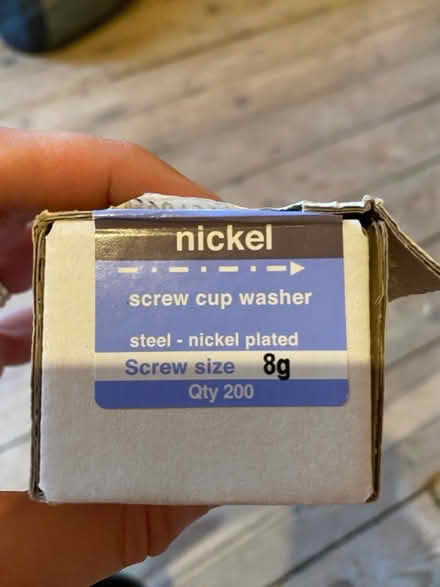 nickel
screw cup washer
steel - nickel plated
Screw size 8g
Qty 200